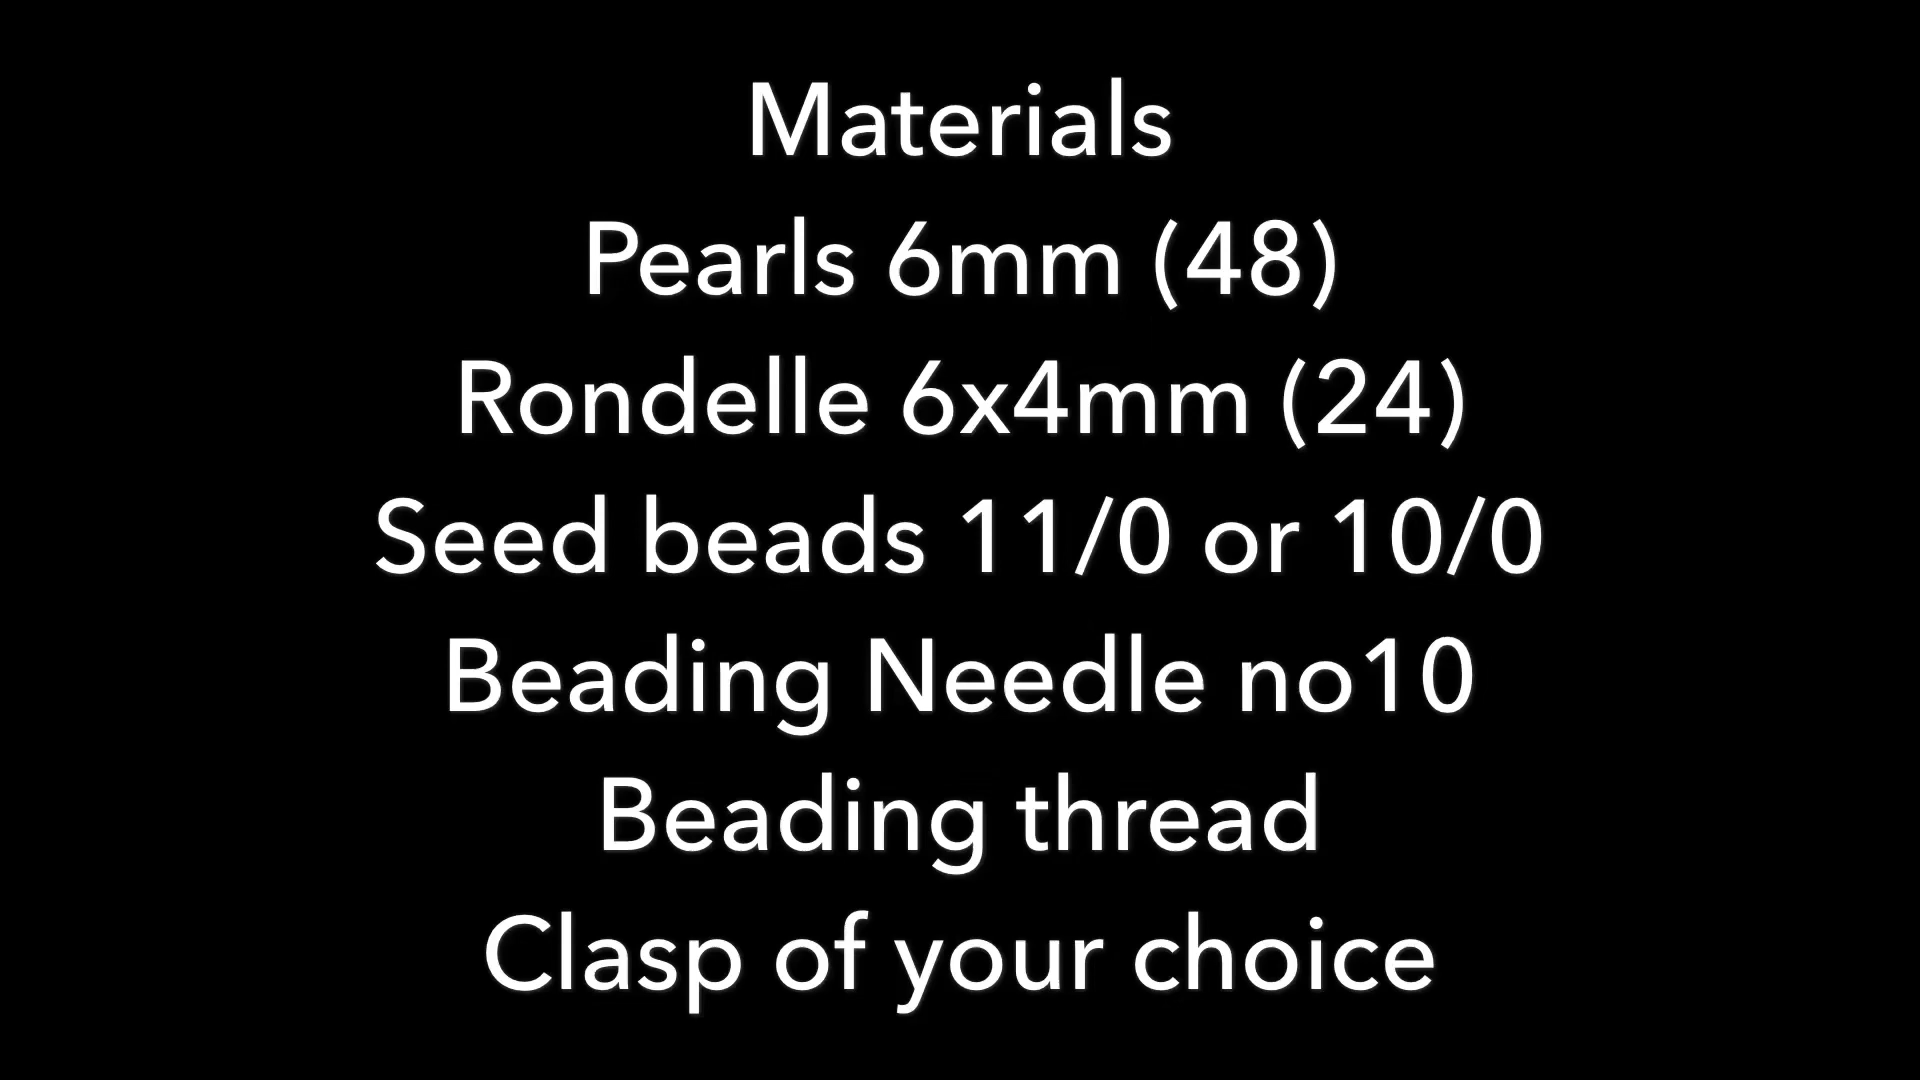 Materials
Pearls 6mm (48)
Rondelle 6x4mm (24)
Seed beads 11/0 or 10/0
Beading Needle no10
Beading thread
Clasp of your choice